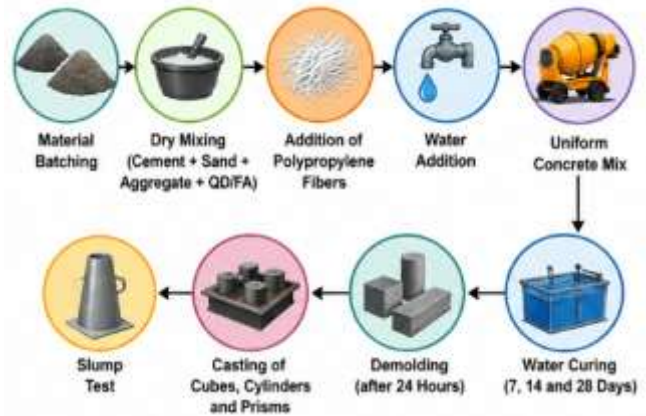 Material
Batching
Dry Mixing
(Cement + Sand +
Aggregate + QD/FA)
Addition of
Polypropylene
Fibers
Water
Addition
Uniform
Concrete Mix
Slump
Test
Casting of
Cubes, Cylinders
and Prisms
Demolding
(after 24 Hours)
Water Curing
(7, 14 and 28 Days)